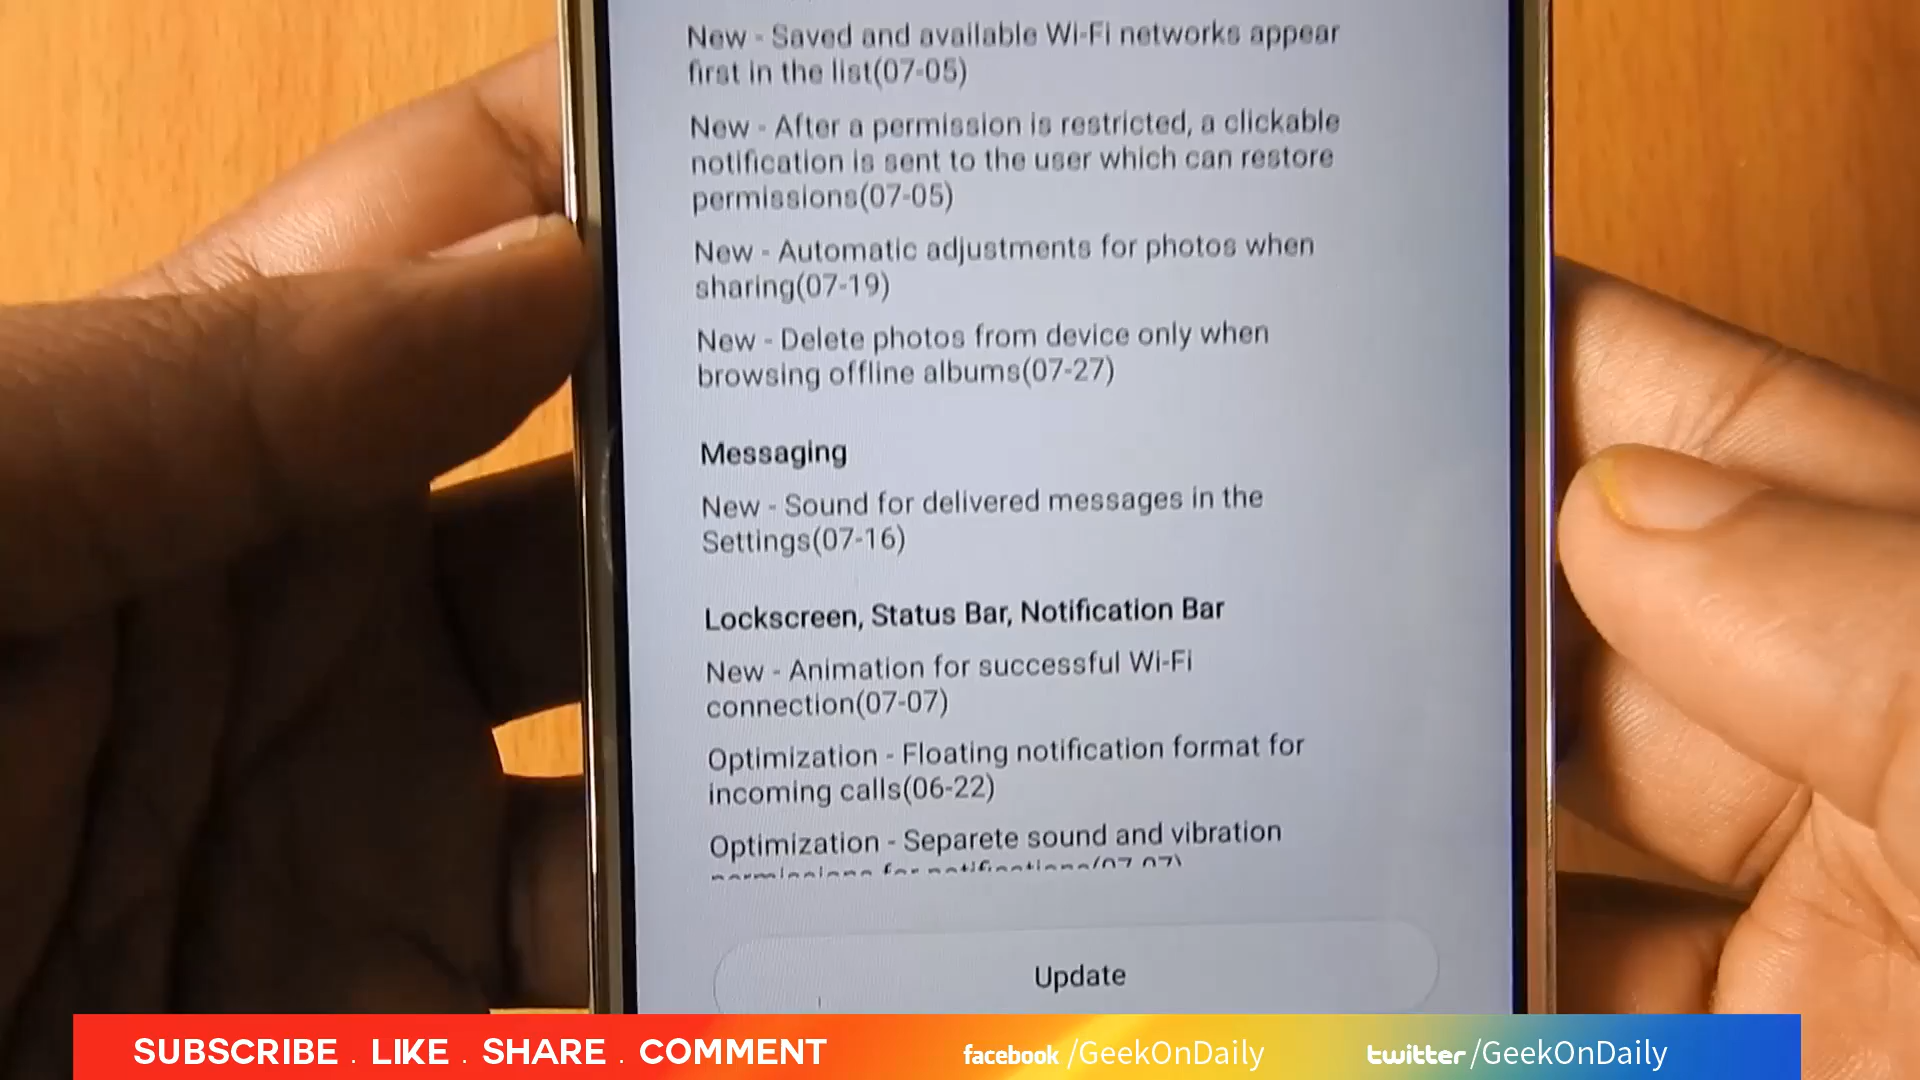 New - Saved and available Wi-Fi networks appear
first in the list(07-05)
New - After a permission is restricted, a clickable
notification is sent to the user which can restore
permissions(07-05)
New - Automatic adjustments for photos when
sharing(07-19)
New - Delete photos from device only when
browsing offline albums(07-27)
Messaging
New - Sound for delivered messages in the
Settings(07-16)
Lockscreen, Status Bar, Notification Bar
New - Animation for successful Wi-Fi
connection(07-07)
Optimization - Floating notification format for
incoming calls(06-22)
Optimization - Separete sound and vibration
permissions for notifications(07-07)
Update
SUBSCRIBE . LIKE . SHARE . COMMENT
facebook /GeekOnDaily
twitter /GeekOnDaily